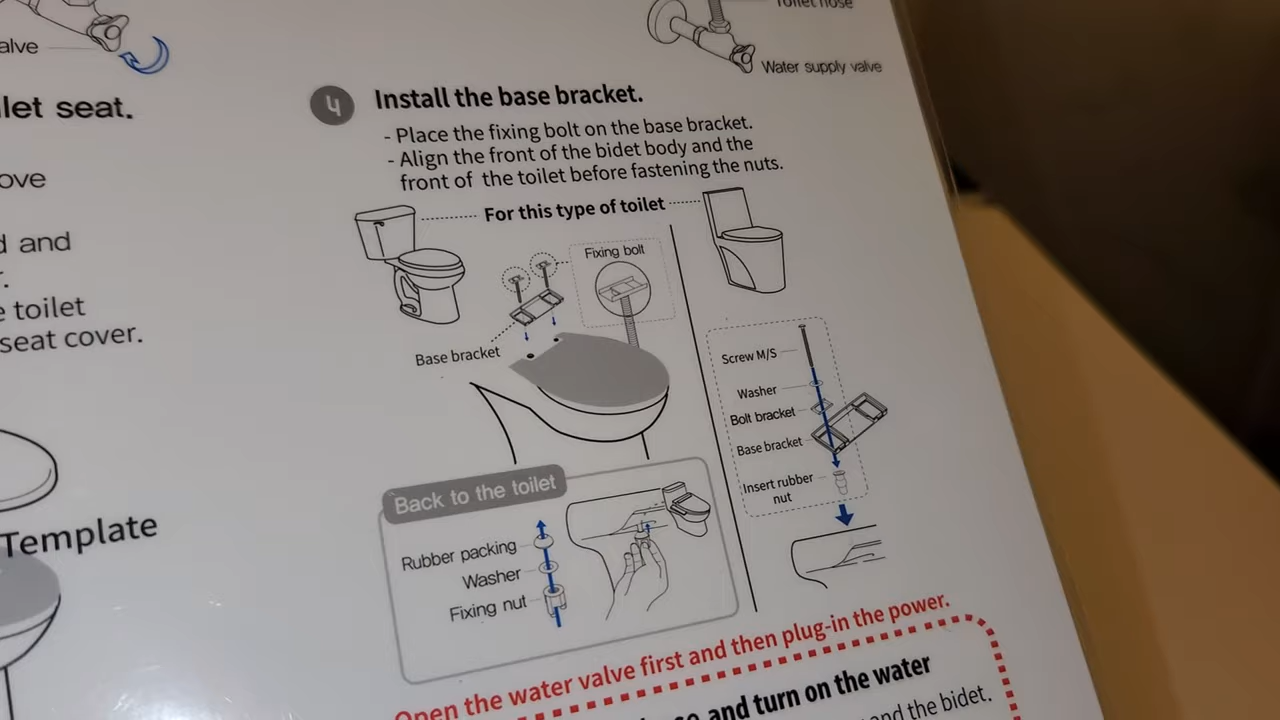 alve
let seat.
ove
d and
e toilet
seat cover.
Template
Toilet hose
Water supply valve
4 Install the base bracket.
- Place the fixing bolt on the base bracket.
- Align the front of the bidet body and the
front of the toilet before fastening the nuts.
For this type of toilet
Fixing bolt
Base bracket
Screw M/S
Washer
Bolt bracket
Base bracket
Insert rubber
nut
Back to the toilet
Rubber packing
Washer
Fixing nut
Open the water valve first and then plug-in the power.
and turn on the water
and the bidet.